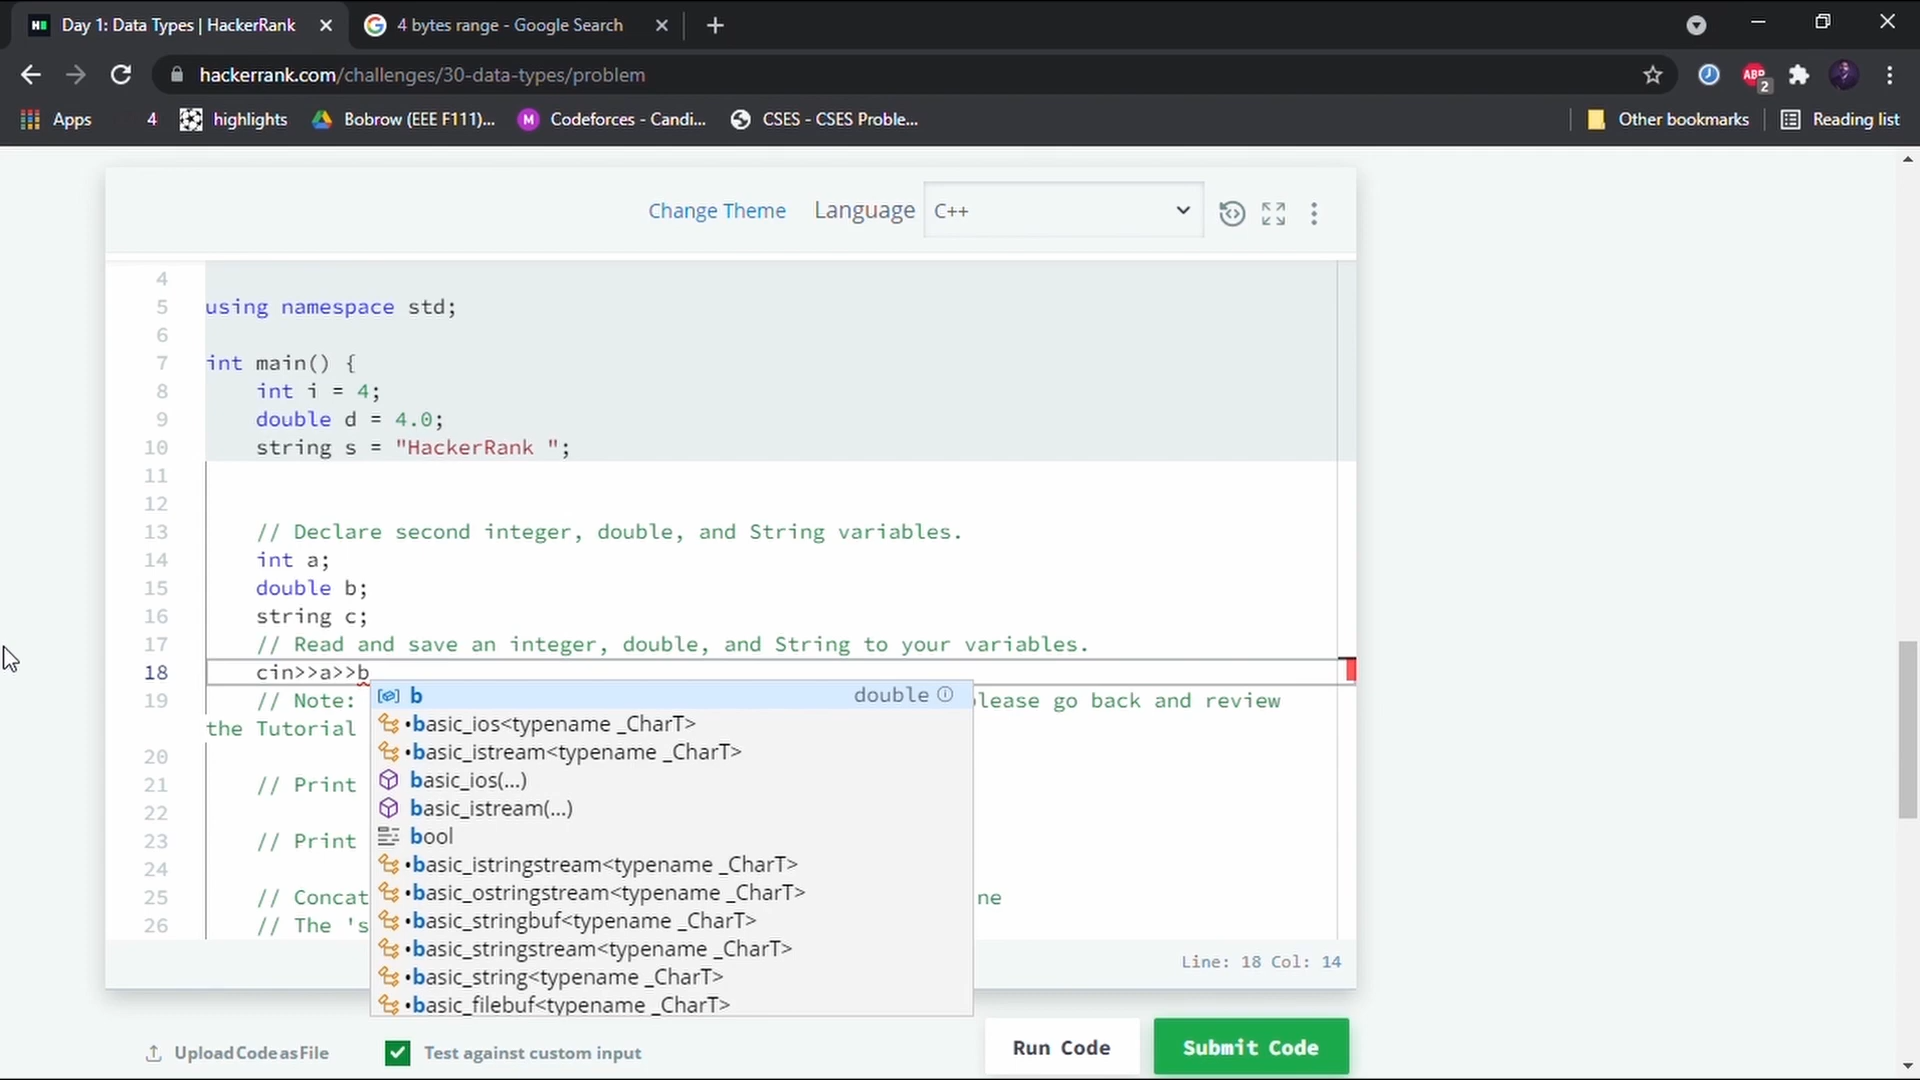 Day 1: Data Types | HackerRank
4 bytes range - Google Search
hackerrank.com/challenges/30-data-types/problem
ABP
2
Apps
4
highlights
Bobrow (EEE F111)...
M
Codeforces - Candi...
CSES - CSES Proble...
Other bookmarks
Reading list
Change Theme
Language
C++
4
5 using namespace std;
6
7 int main() {
8 int i = 4;
9 double d = 4.0;
10 string s = "HackerRank ";
11
12
13 // Declare second integer, double, and String variables.
14 int a;
15 double b;
16 string c;
17 // Read and save an integer, double, and String to your variables.
18 cin>>a>>b
19 // Note: lease go back and review
the Tutorial
20
21 // Print
22
23 // Print
24
25 // Concat ne
26 // The 's
b double
•basic_ios<typename _CharT>
•basic_istream<typename _CharT>
basic_ios(...)
basic_istream(...)
bool
•basic_istringstream<typename _CharT>
•basic_ostringstream<typename _CharT>
•basic_stringbuf<typename _CharT>
•basic_stringstream<typename _CharT>
•basic_string<typename _CharT>
•basic_filebuf<typename _CharT>
Line: 18 Col: 14
Upload Code as File
Test against custom input
Run Code
Submit Code